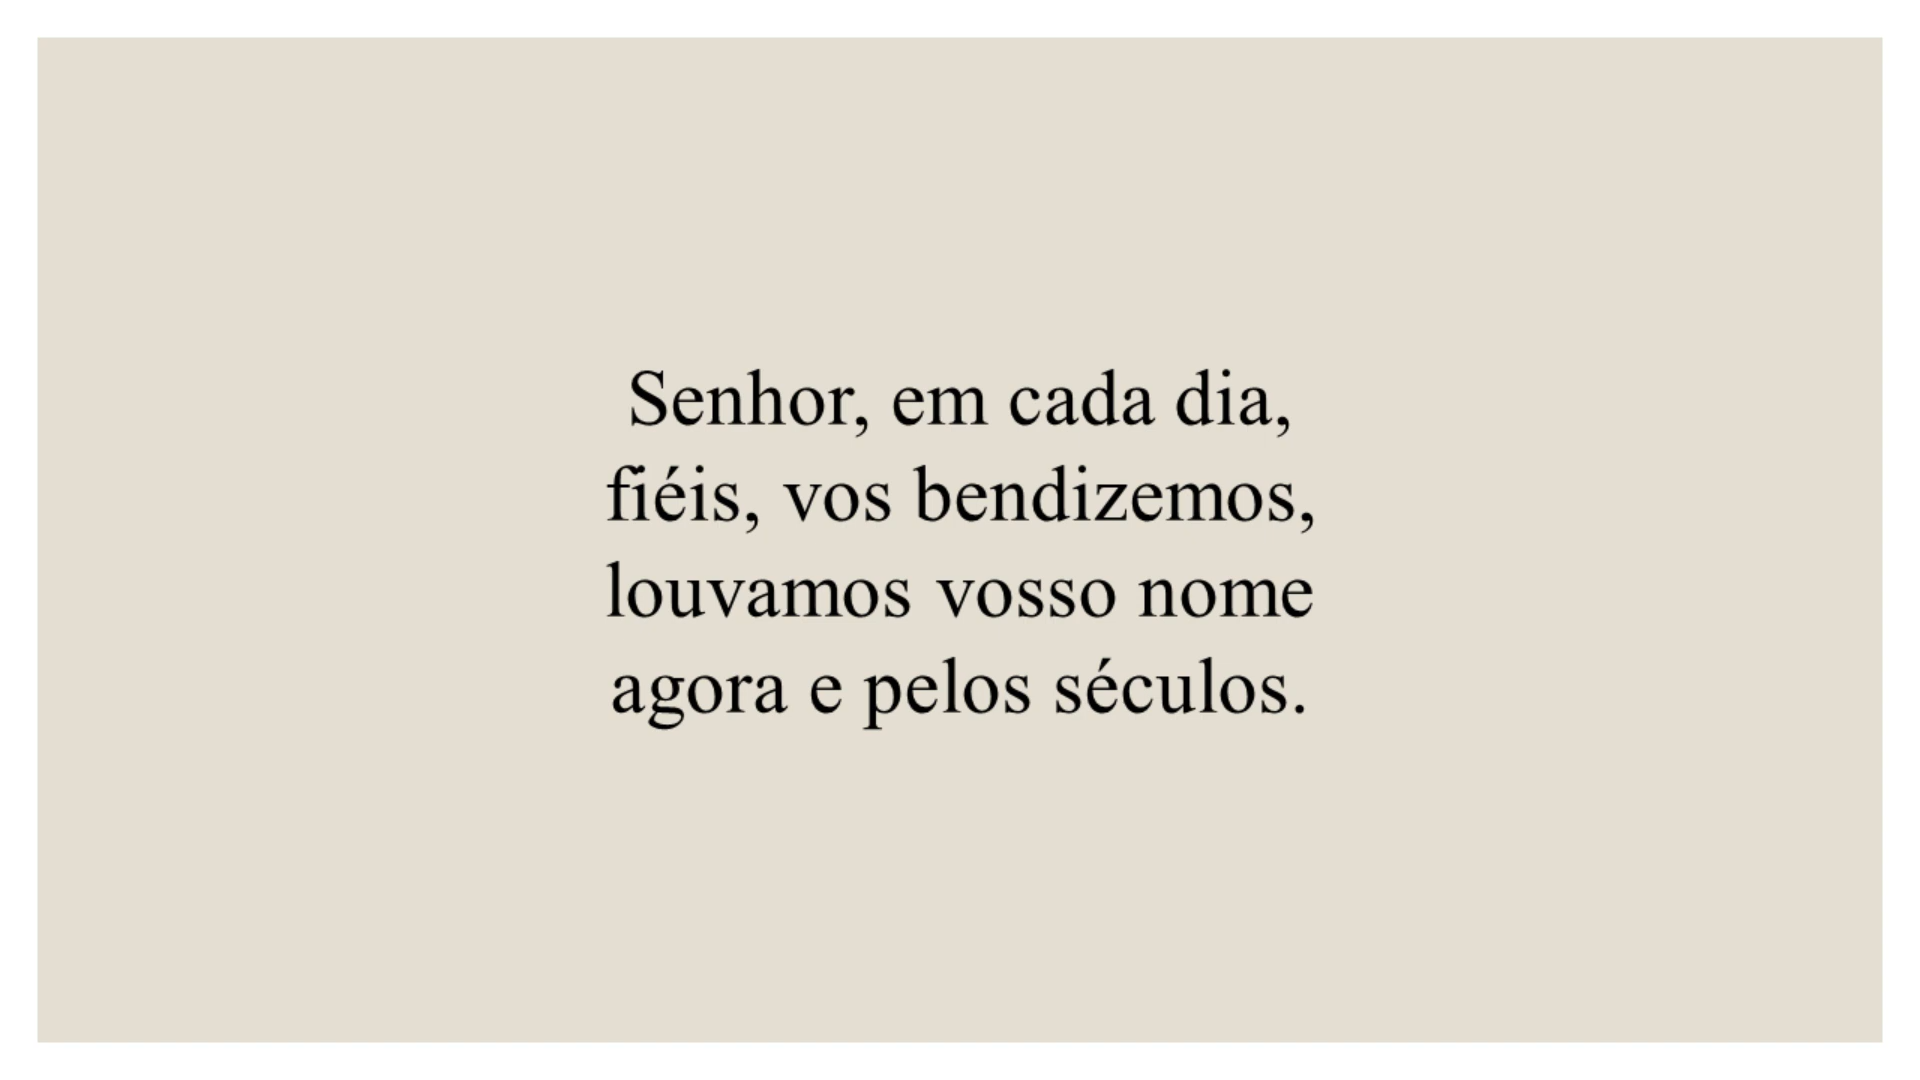 Senhor, em cada dia,
fiéis, vos bendizemos,
louvamos vosso nome
agora e pelos séculos.